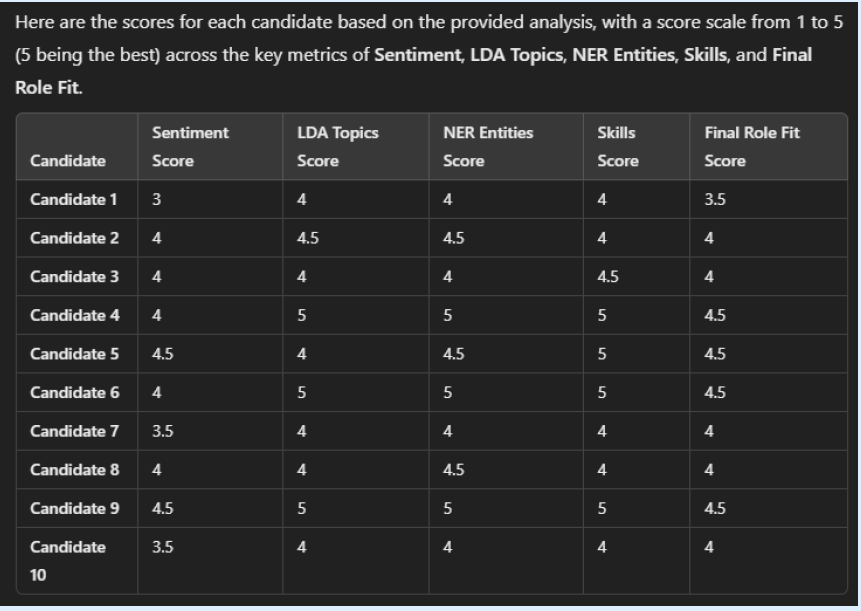 Here are the scores for each candidate based on the provided analysis, with a score scale from 1 to 5
(5 being the best) across the key metrics of Sentiment, LDA Topics, NER Entities, Skills, and Final
Role Fit.
Candidate Sentiment Score LDA Topics Score NER Entities Score Skills Score Final Role Fit Score
Candidate 1 3 4 4 4 3.5
Candidate 2 4 4.5 4.5 4 4
Candidate 3 4 4 4 4.5 4
Candidate 4 4 5 5 5 4.5
Candidate 5 4.5 4 4.5 5 4.5
Candidate 6 4 5 5 5 4.5
Candidate 7 3.5 4 4 4 4
Candidate 8 4 4 4.5 4 4
Candidate 9 4.5 5 5 5 4.5
Candidate 10 3.5 4 4 4 4